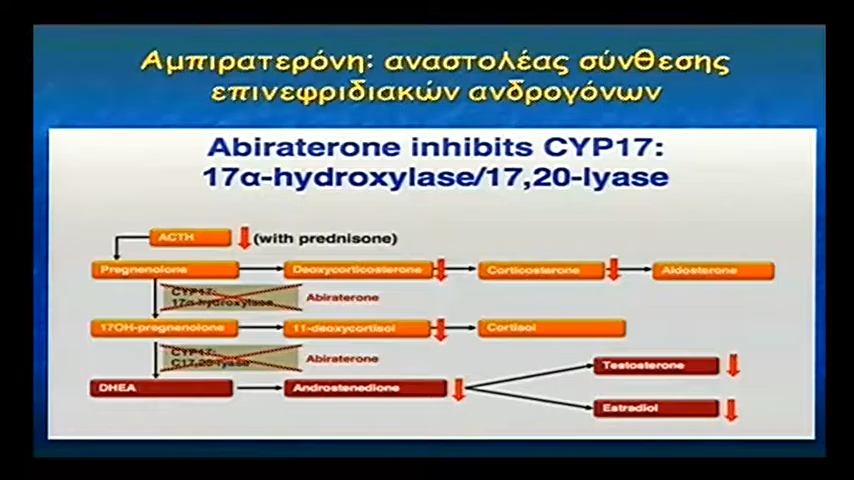 Αμπιρατερόνη: αναστολέας σύνθεσης
επινεφριδιακών ανδρογόνων
Abiraterone inhibits CYP17:
17α-hydroxylase/17,20-lyase
ACTH
(with prednisone)
Pregnenolone
Deoxycorticosterone
Corticosterone
Aldosterone
CYP17:
17α-hydroxylase
Abiraterone
17OH-pregnenolone
11-deoxycortisol
Cortisol
CYP17:
C17,20-lyase
Abiraterone
Testosterone
DHEA
Androstenedione
Estradiol